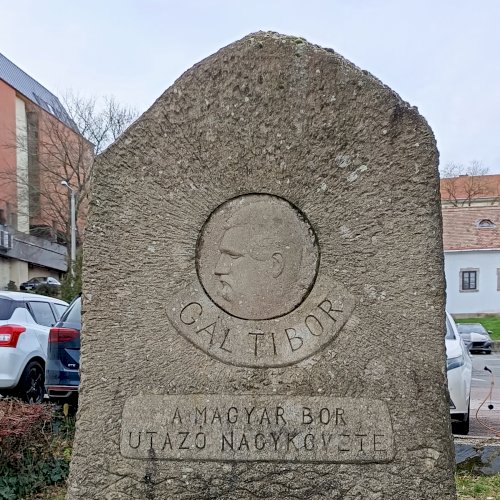 GÁL TIBOR
A MAGYAR BOR
UTAZÓ NAGYKÖVETE